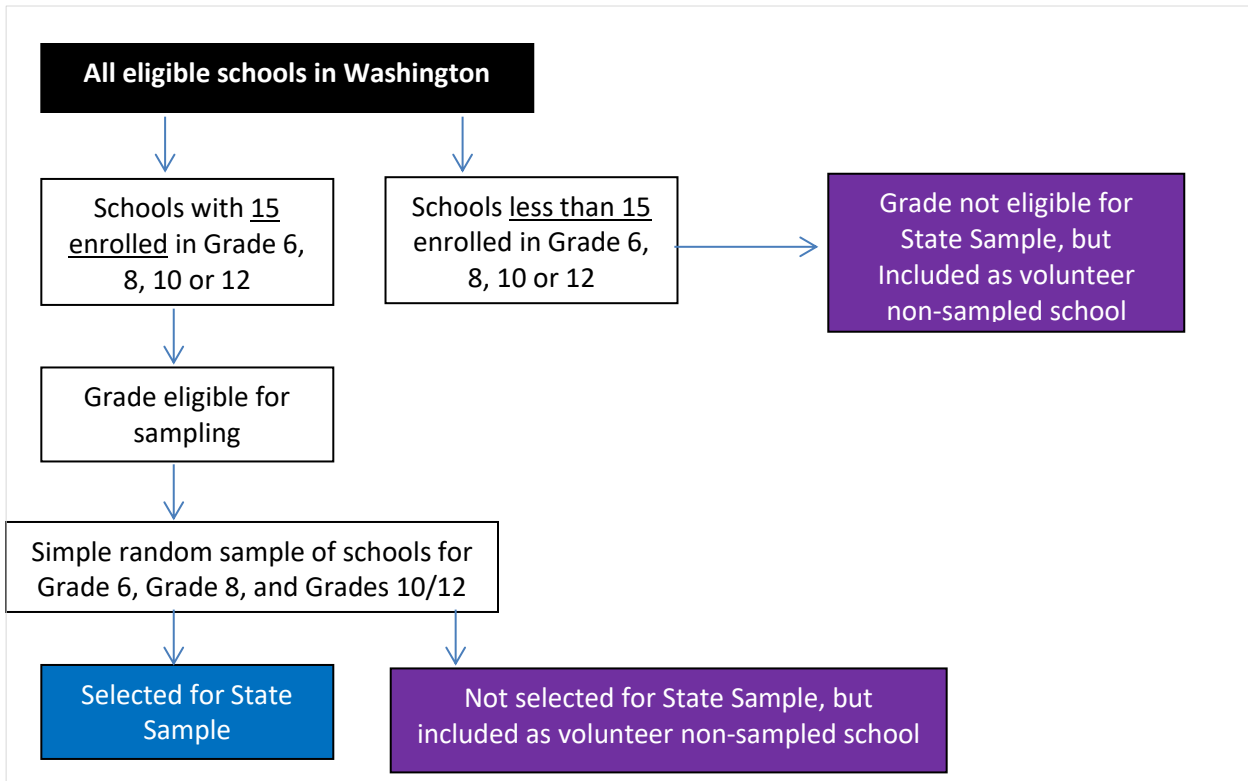 All eligible schools in Washington
Schools with 15
enrolled in Grade 6,
8, 10 or 12
Schools less than 15
enrolled in Grade 6,
8, 10 or 12
Grade not eligible for
State Sample, but
Included as volunteer
non-sampled school
Grade eligible for
sampling
Simple random sample of schools for
Grade 6, Grade 8, and Grades 10/12
Selected for State
Sample
Not selected for State Sample, but
included as volunteer non-sampled school